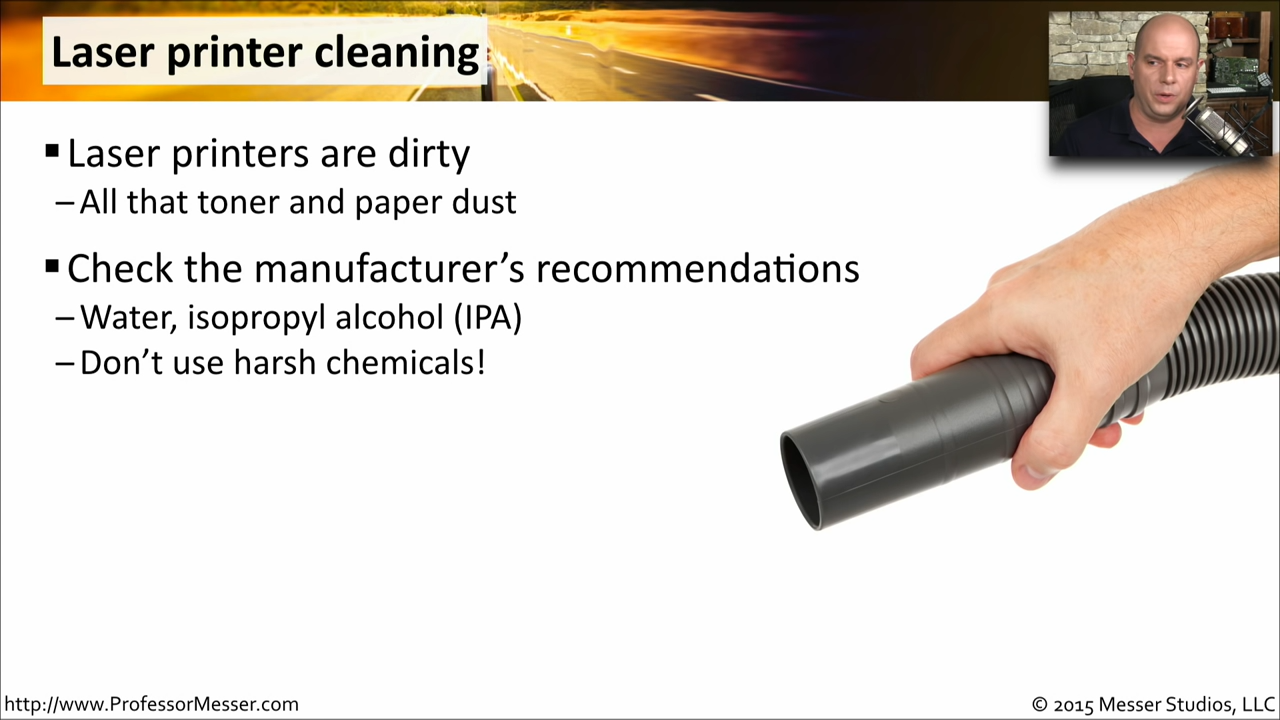 Laser printer cleaning
▪ Laser printers are dirty
– All that toner and paper dust
▪ Check the manufacturer’s recommendations
– Water, isopropyl alcohol (IPA)
– Don’t use harsh chemicals!
http://www.ProfessorMesser.com
© 2015 Messer Studios, LLC